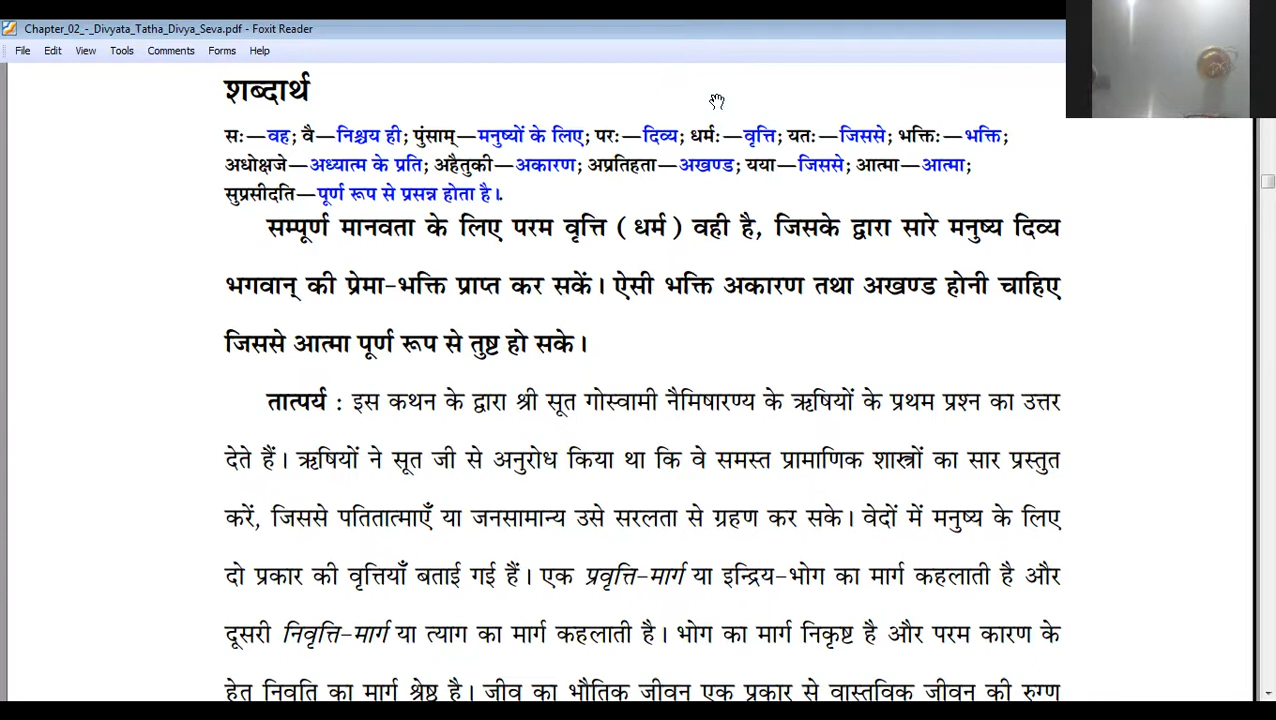 Chapter_02_-_Divyata_Tatha_Divya_Seva.pdf - Foxit Reader
File Edit View Tools Comments Forms Help
शब्दार्थ
सः—वह; वै—निश्चय ही; पुंसाम्—मनुष्यों के लिए; परः—दिव्य; धर्मः—वृत्ति; यतः—जिससे; भक्तिः—भक्ति;
अधोक्षजे—अध्यात्म के प्रति; अहैतुकी—अकारण; अप्रतिहता—अखण्ड; यया—जिससे; आत्मा—आत्मा;
सुप्रसीदति—पूर्ण रूप से प्रसन्न होता है।.
सम्पूर्ण मानवता के लिए परम वृत्ति ( धर्म ) वही है, जिसके द्वारा सारे मनुष्य दिव्य
भगवान् की प्रेमा-भक्ति प्राप्त कर सकें। ऐसी भक्ति अकारण तथा अखण्ड होनी चाहिए
जिससे आत्मा पूर्ण रूप से तुष्ट हो सके।
तात्पर्य : इस कथन के द्वारा श्री सूत गोस्वामी नैमिषारण्य के ऋषियों के प्रथम प्रश्न का उत्तर
देते हैं। ऋषियों ने सूत जी से अनुरोध किया था कि वे समस्त प्रामाणिक शास्त्रों का सार प्रस्तुत
करें, जिससे पतितात्माएँ या जनसामान्य उसे सरलता से ग्रहण कर सके। वेदों में मनुष्य के लिए
दो प्रकार की वृत्तियाँ बताई गई हैं। एक प्रवृत्ति-मार्ग या इन्द्रिय-भोग का मार्ग कहलाती है और
दूसरी निवृत्ति-मार्ग या त्याग का मार्ग कहलाती है। भोग का मार्ग निकृष्ट है और परम कारण के
हेतु निवृति का मार्ग श्रेष्ठ है। जीव का भौतिक जीवन एक प्रकार से वास्तविक जीवन की रुग्ण